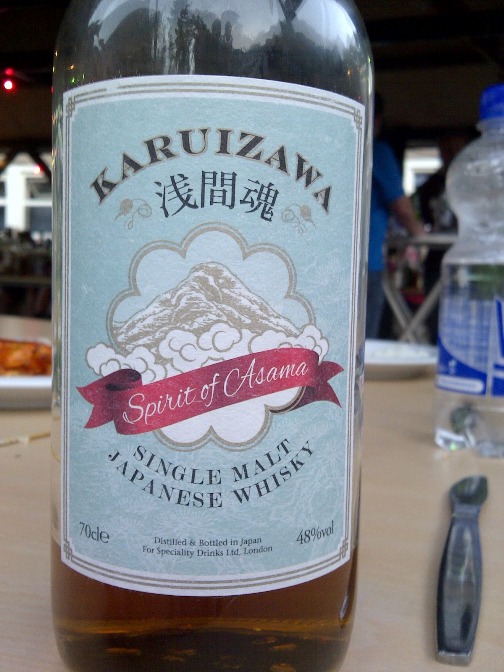 KARUIZAWA
浅間魂
Spirit of Asama
SINGLE MALT
JAPANESE WHISKY
70cl e
48%vol
Distilled & Bottled in Japan
For Speciality Drinks Ltd, London